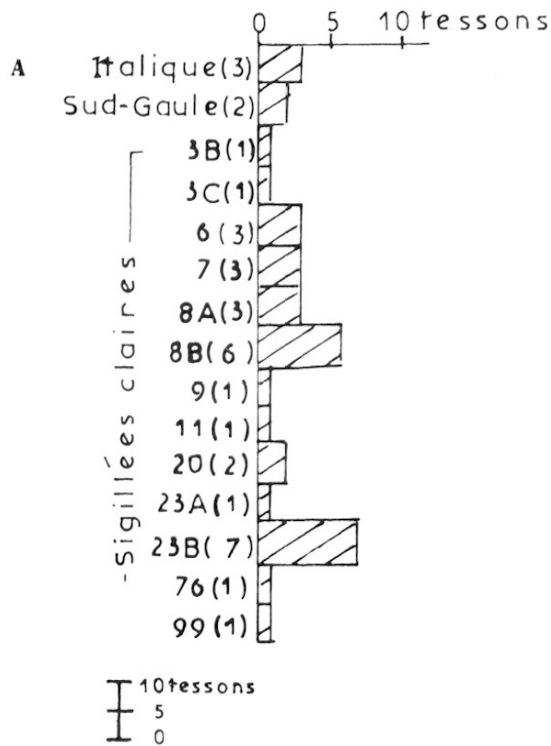 0 5 10 tessons
A Italique(3)
Sud-Gaule(2)
3B(1)
3C(1)
6(3)
7(3)
8A(3)
8B(6)
9(1)
11(1)
20(2)
23A(1)
23B(7)
76(1)
99(1)
Sigillées claires
10 tessons
5
0